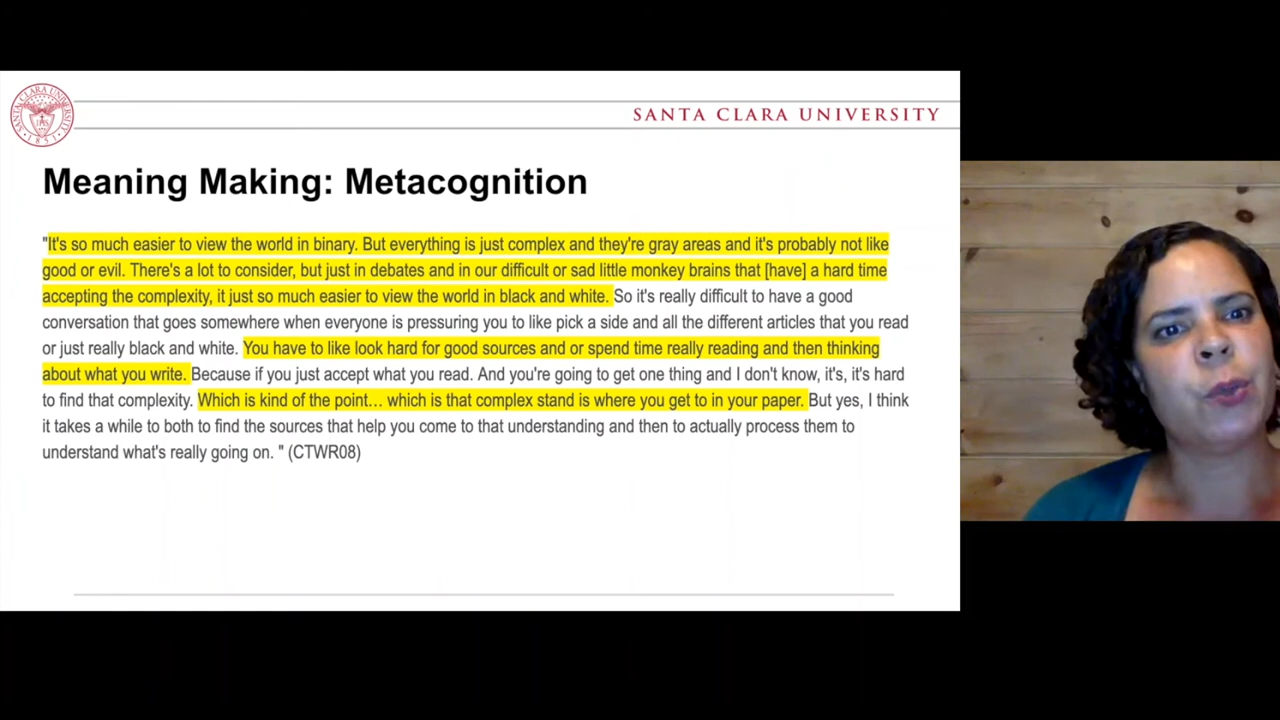 SANTA CLARA UNIVERSITY
SANTA CLARA UNIVERSITY
1851
Meaning Making: Metacognition
"It's so much easier to view the world in binary. But everything is just complex and they're gray areas and it's probably not like
good or evil. There's a lot to consider, but just in debates and in our difficult or sad little monkey brains that [have] a hard time
accepting the complexity, it just so much easier to view the world in black and white. So it's really difficult to have a good
conversation that goes somewhere when everyone is pressuring you to like pick a side and all the different articles that you read
or just really black and white. You have to like look hard for good sources and or spend time really reading and then thinking
about what you write. Because if you just accept what you read. And you're going to get one thing and I don't know, it's, it's hard
to find that complexity. Which is kind of the point… which is that complex stand is where you get to in your paper. But yes, I think
it takes a while to both to find the sources that help you come to that understanding and then to actually process them to
understand what's really going on. " (CTWR08)